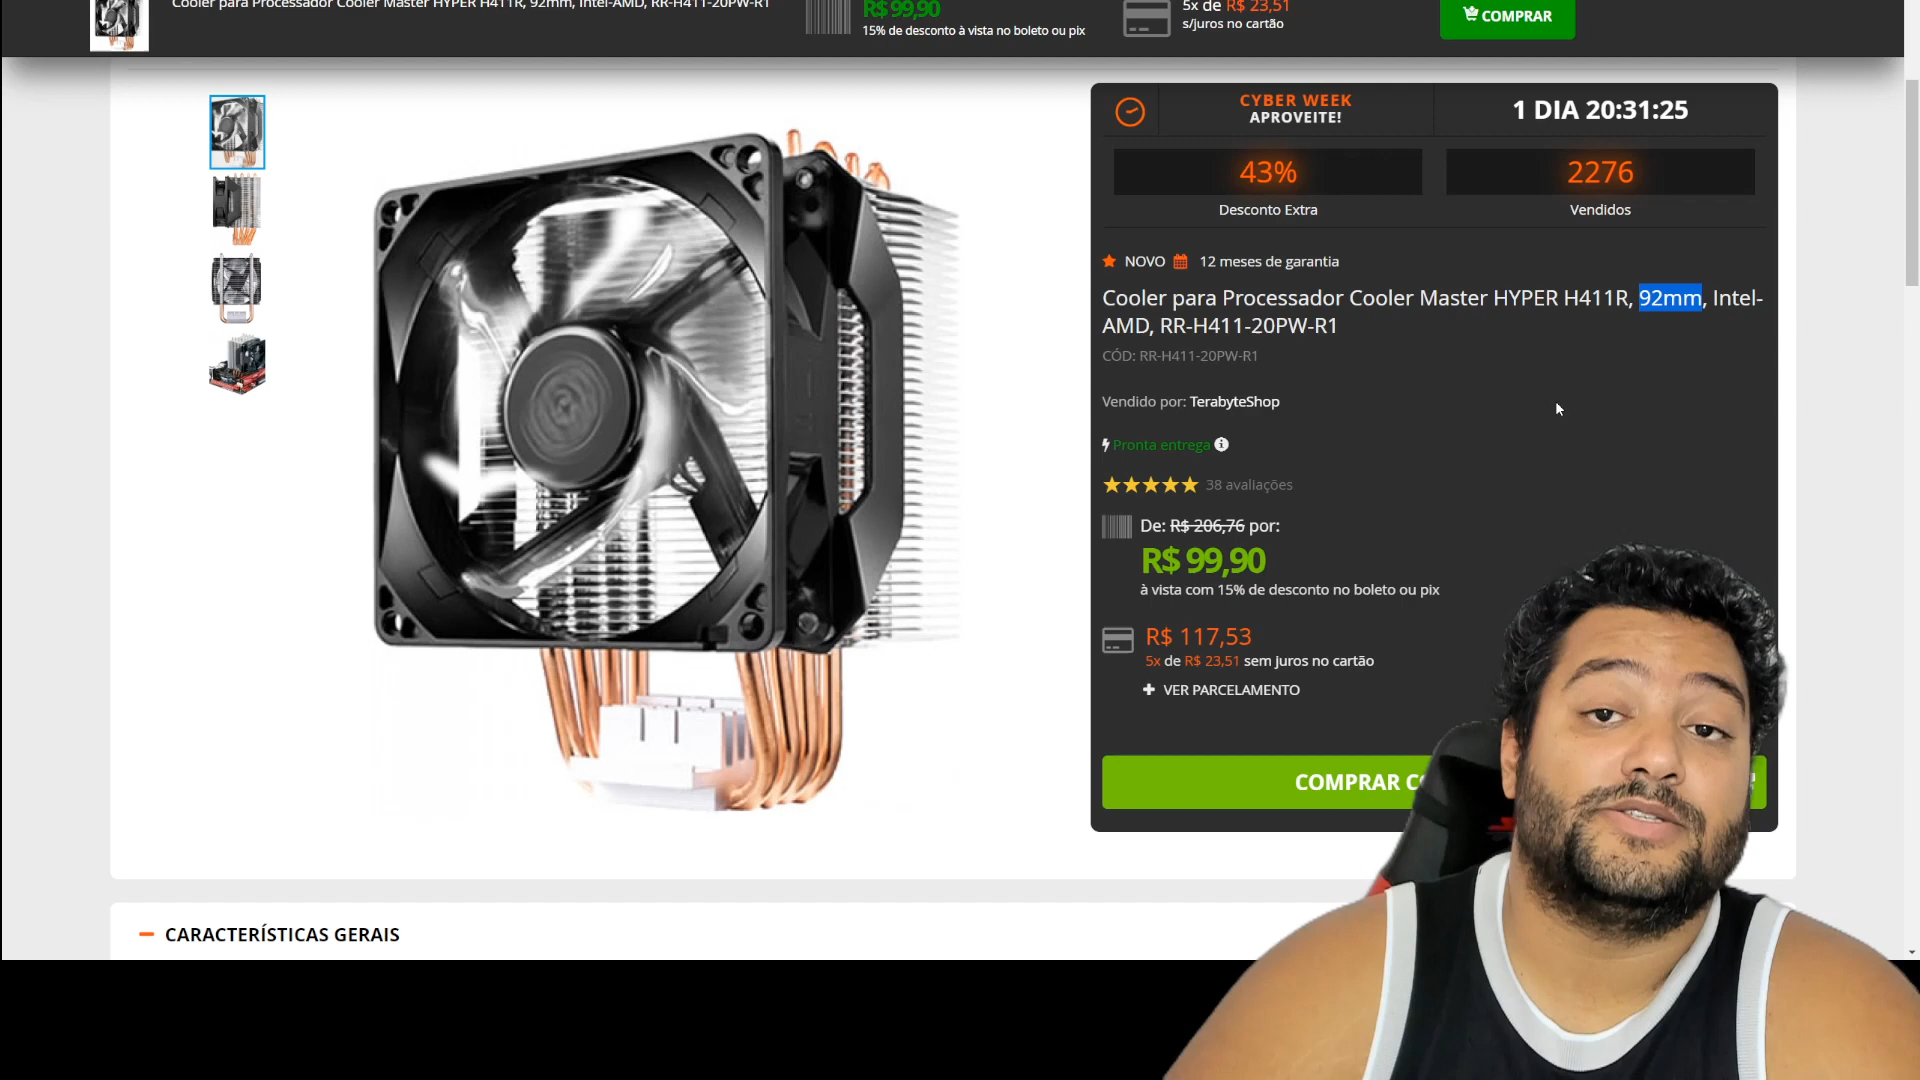 Cooler para Processador Cooler Master HYPER H411R, 92mm, Intel-AMD, RR-H411-20PW-R1
R$ 99,90
15% de desconto à vista no boleto ou pix
5x de R$ 23,51
s/juros no cartão
COMPRAR
CYBER WEEK
APROVEITE!
1 DIA 20:31:25
43%
Desconto Extra
2276
Vendidos
NOVO 12 meses de garantia
Cooler para Processador Cooler Master HYPER H411R, 92mm, Intel-
AMD, RR-H411-20PW-R1
CÓD: RR-H411-20PW-R1
Vendido por: TerabyteShop
Pronta entrega
38 avaliações
De: R$ 206,76 por:
R$ 99,90
à vista com 15% de desconto no boleto ou pix
R$ 117,53
5x de R$ 23,51 sem juros no cartão
+ VER PARCELAMENTO
COMPRAR
CARACTERÍSTICAS GERAIS